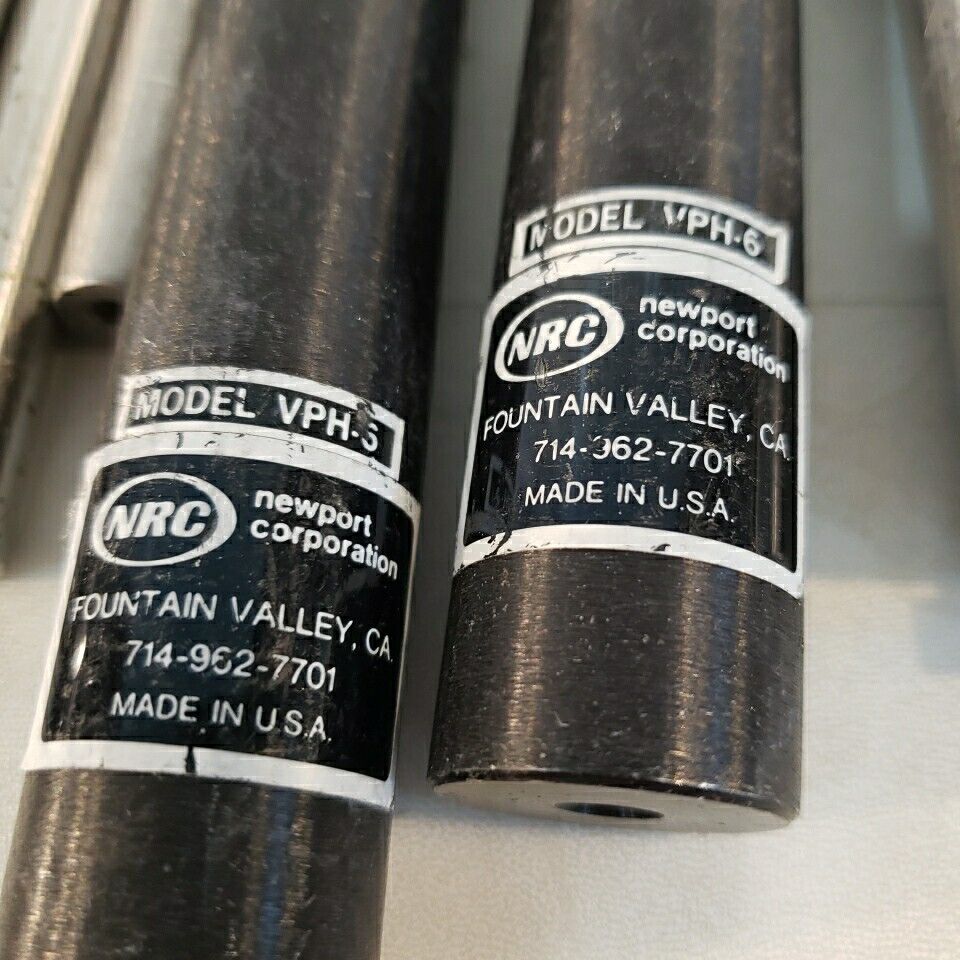 MODEL VPH-6
NRC newport
corporation
FOUNTAIN VALLEY, CA.
714-962-7701
MADE IN U.S.A.
MODEL VPH-6
NRC newport
corporation
FOUNTAIN VALLEY, CA.
714-962-7701
MADE IN U.S.A.